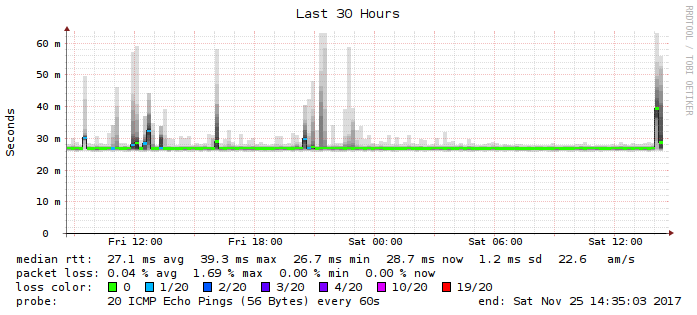 Last 30 Hours
RRDTOOL / TOBI OETIKER
Seconds
60 m
50 m
40 m
30 m
20 m
10 m
0
Fri 12:00 Fri 18:00 Sat 00:00 Sat 06:00 Sat 12:00
median rtt: 27.1 ms avg 39.3 ms max 26.7 ms min 28.7 ms now 1.2 ms sd 22.6 am/s
packet loss: 0.04 % avg 1.69 % max 0.00 % min 0.00 % now
loss color: 0 1/20 2/20 3/20 4/20 10/20 19/20
probe: 20 ICMP Echo Pings (56 Bytes) every 60s end: Sat Nov 25 14:35:03 2017